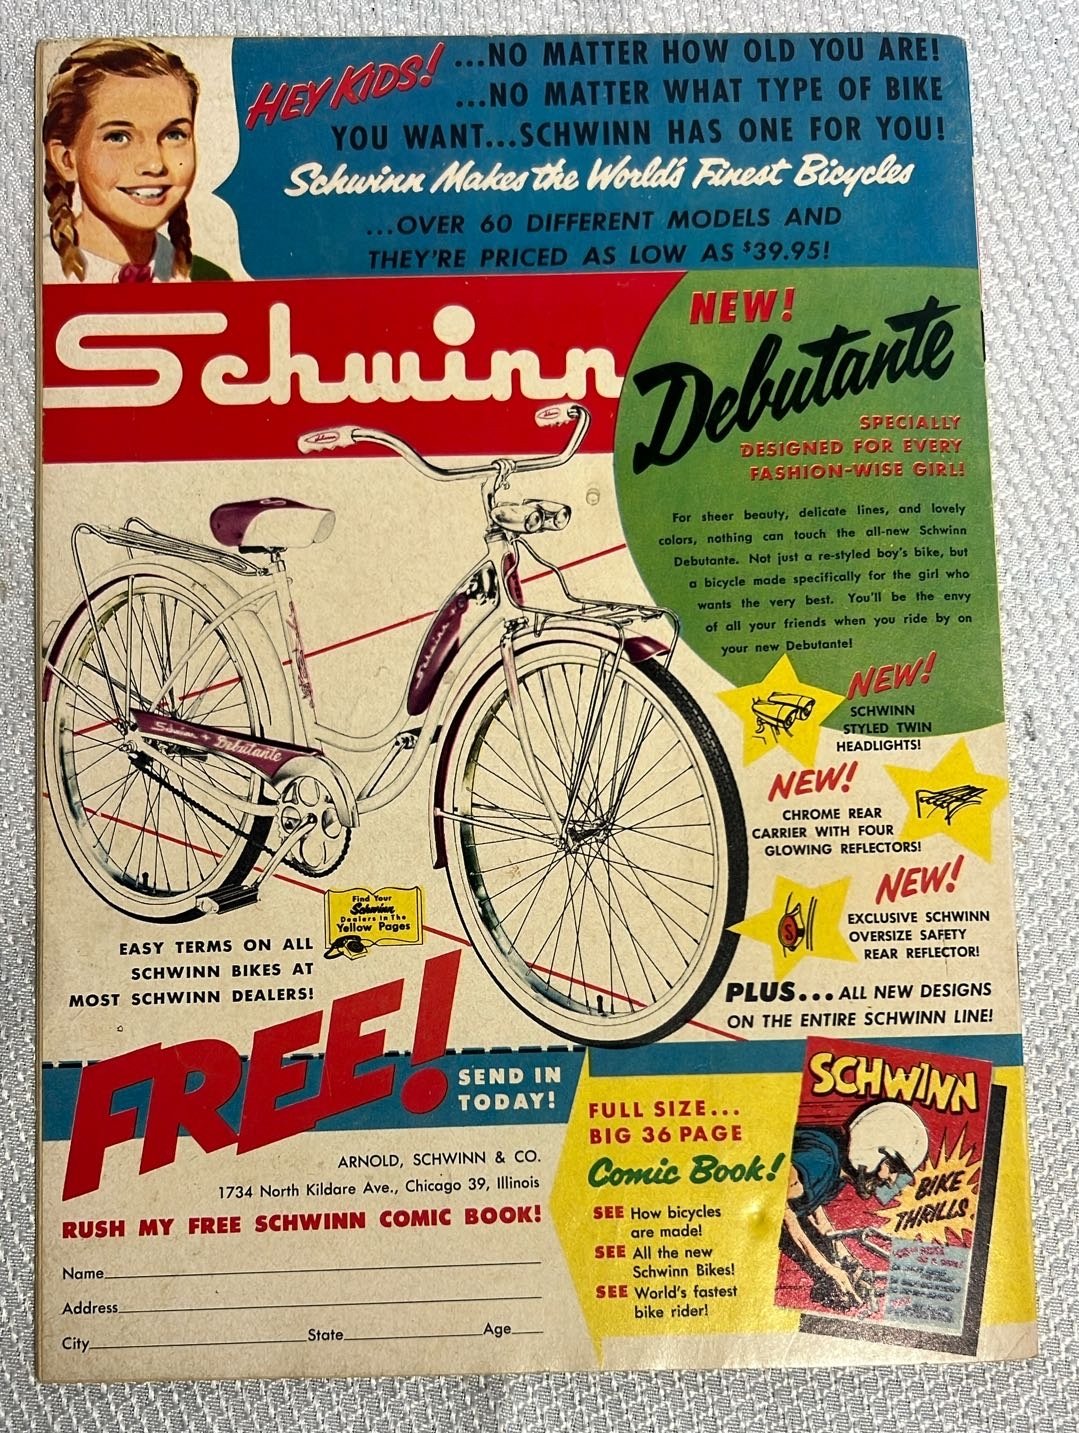 HEY KIDS! ...NO MATTER HOW OLD YOU ARE!
...NO MATTER WHAT TYPE OF BIKE
YOU WANT...SCHWINN HAS ONE FOR YOU!
Schwinn Makes the World's Finest Bicycles
...OVER 60 DIFFERENT MODELS AND
THEY'RE PRICED AS LOW AS $39.95!
Schwinn
NEW!
Debutante
SPECIALLY
DESIGNED FOR EVERY
FASHION-WISE GIRL!
For sheer beauty, delicate lines, and lovely
colors, nothing can touch the all-new Schwinn
Debutante. Not just a re-styled boy's bike, but
a bicycle made specifically for the girl who
wants the very best. You'll be the envy
of all your friends when you ride by on
your new Debutante!
NEW!
SCHWINN
STYLED TWIN
HEADLIGHTS!
NEW!
CHROME REAR
CARRIER WITH FOUR
GLOWING REFLECTORS!
NEW!
EXCLUSIVE SCHWINN
OVERSIZE SAFETY
REAR REFLECTOR!
S
PLUS... ALL NEW DESIGNS
ON THE ENTIRE SCHWINN LINE!
Schwinn
Schwinn
Schwinn
S
Schwinn Debutante
Find Your
Schwinn
Dealers In The
Yellow Pages
EASY TERMS ON ALL
SCHWINN BIKES AT
MOST SCHWINN DEALERS!
FREE!
SEND IN
TODAY!
ARNOLD, SCHWINN & CO.
1734 North Kildare Ave., Chicago 39, Illinois
RUSH MY FREE SCHWINN COMIC BOOK!
Name
Address
City State Age
FULL SIZE...
BIG 36 PAGE
Comic Book!
SEE How bicycles
are made!
SEE All the new
Schwinn Bikes!
SEE World's fastest
bike rider!
SCHWINN
BIKE
THRILLS